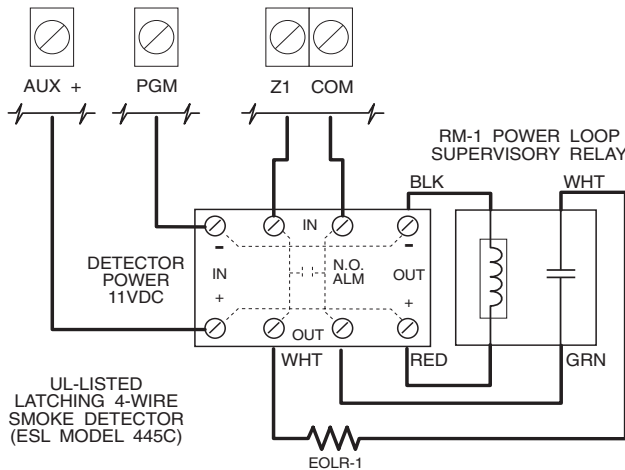 AUX +
PGM
Z1
COM
RM-1 POWER LOOP
SUPERVISORY RELAY
BLK
WHT
IN
-
-
DETECTOR
POWER
11VDC
IN
N.O.
ALM
OUT
+
+
OUT
WHT
RED
GRN
UL-LISTED
LATCHING 4-WIRE
SMOKE DETECTOR
(ESL MODEL 445C)
EOLR-1